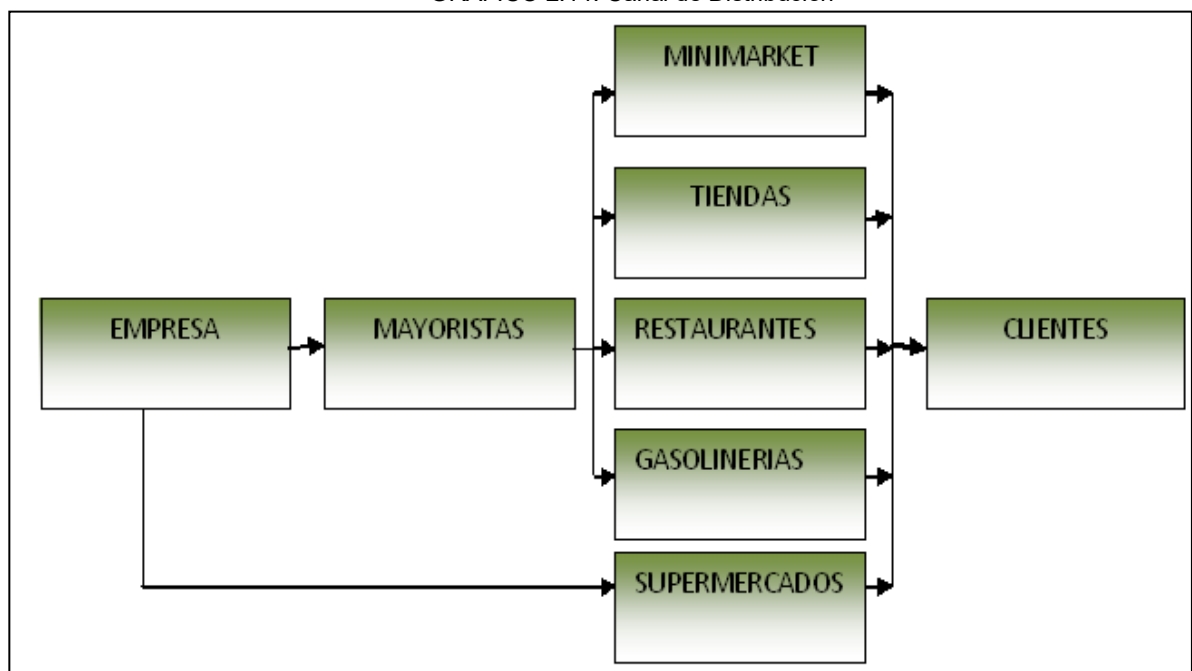 Canal de Distribución
MINIMARKET
TIENDAS
EMPRESA
MAYORISTAS
RESTAURANTES
CLIENTES
GASOLINERIAS
SUPERMERCADOS